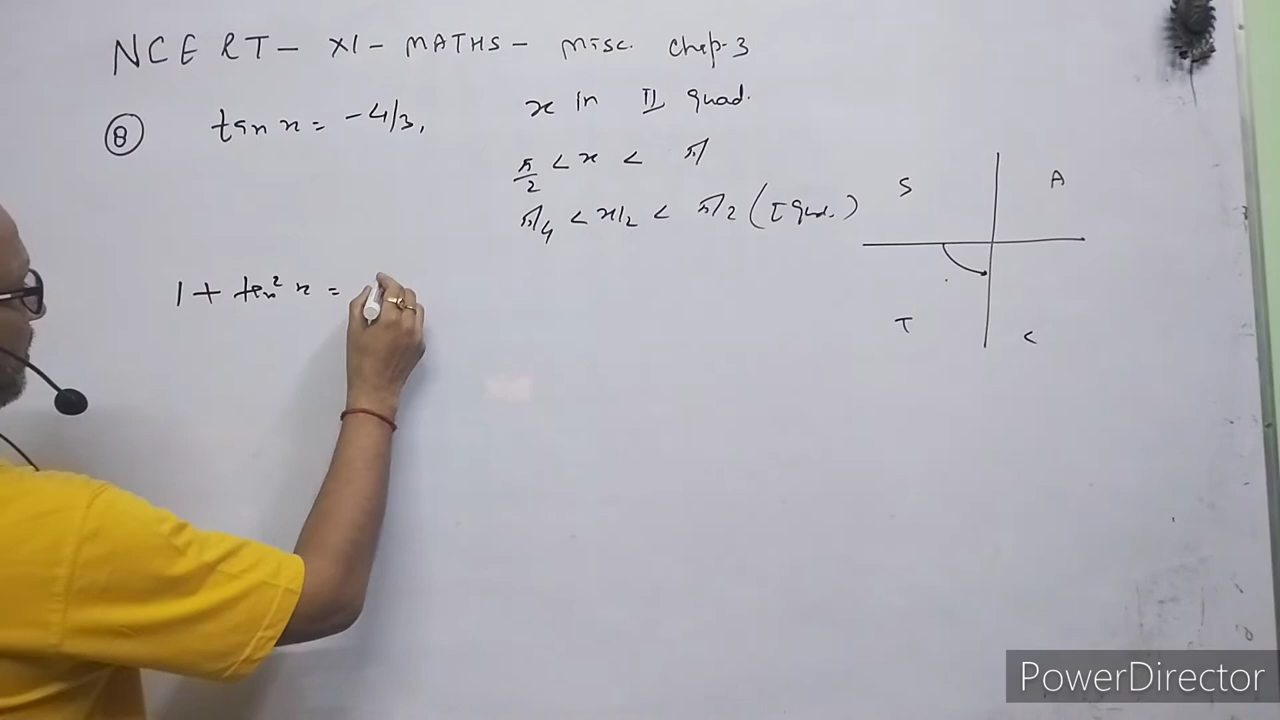 NCERT - XI - MATHS - Misc. Chap-3
⑧ tan x = -4/3, x in II quad.
π/2 < x < π
π/4 < x/2 < π/2 (I Quad.)
S A
1 + tan² x =
T C
PowerDirector